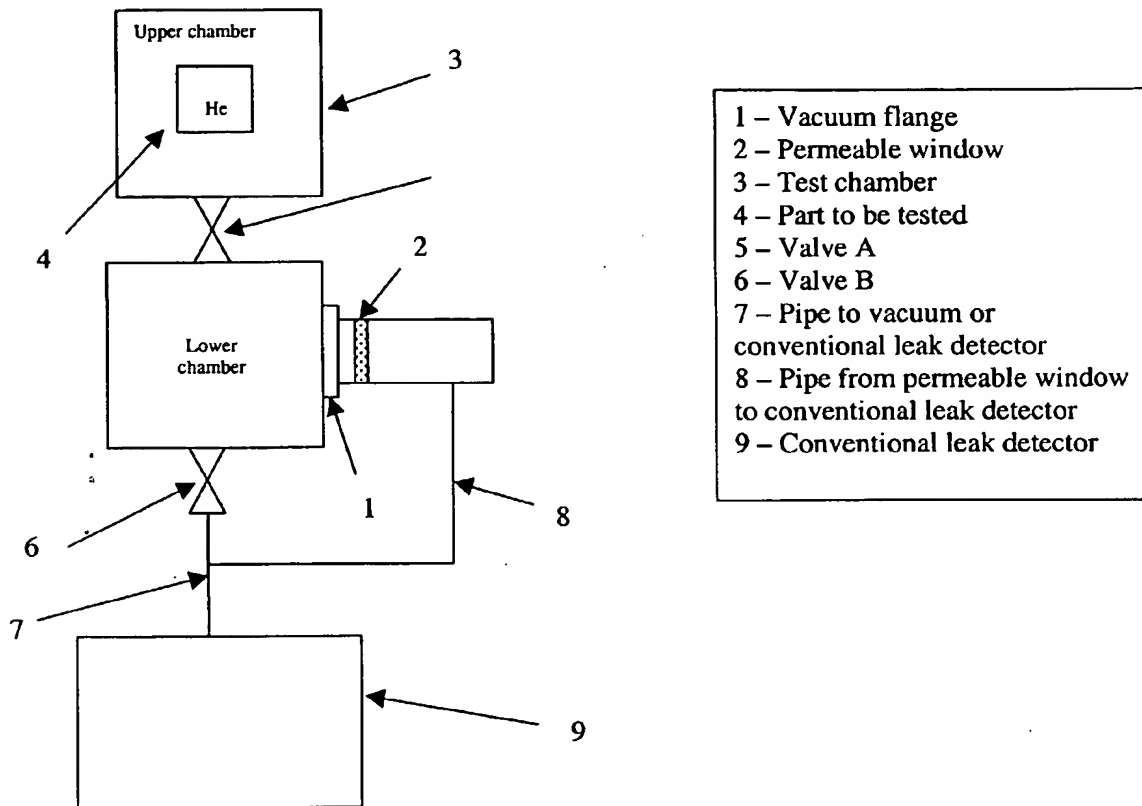 Upper chamber
He
3
4
2
Lower
chamber
1
6
8
7
9
1 – Vacuum flange
2 – Permeable window
3 – Test chamber
4 – Part to be tested
5 – Valve A
6 – Valve B
7 – Pipe to vacuum or
conventional leak detector
8 – Pipe from permeable window
to conventional leak detector
9 – Conventional leak detector